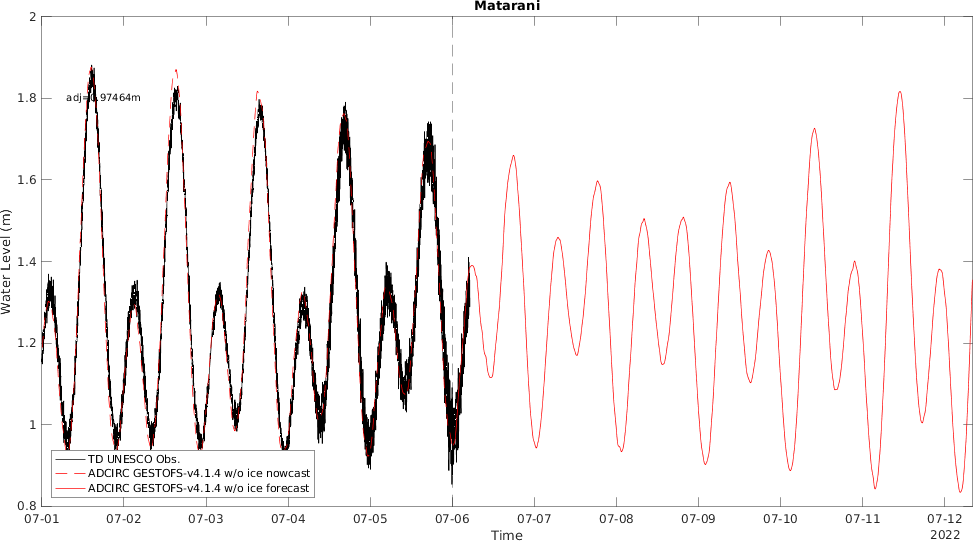 Matarani
2
1.8
1.6
1.4
1.2
1
0.8
Water Level (m)
adj=0.97464m
TD UNESCO Obs.
ADCIRC GESTOFS-v4.1.4 w/o ice nowcast
ADCIRC GESTOFS-v4.1.4 w/o ice forecast
07-01 07-02 07-03 07-04 07-05 07-06 07-07 07-08 07-09 07-10 07-11 07-12
Time
2022